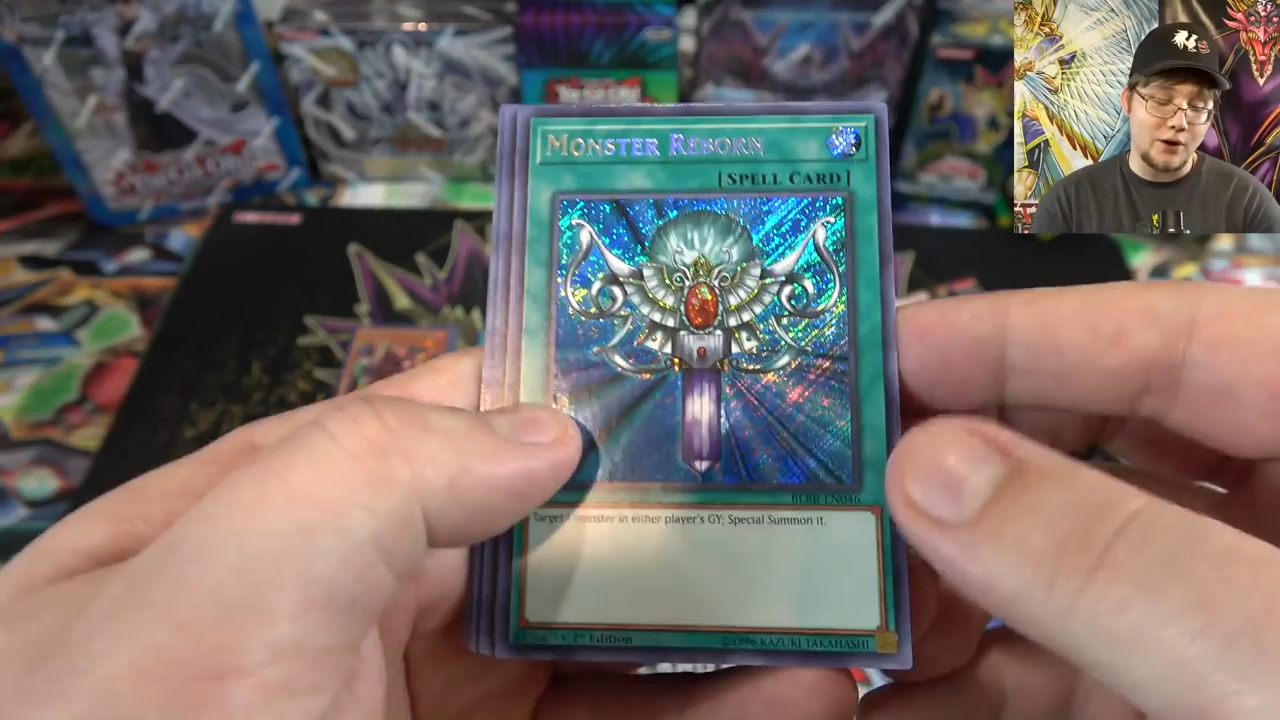 MONSTER REBORN
[SPELL CARD]
BLRR-EN046
Target 1 monster in either player's GY; Special Summon it.
1st Edition
©1996 KAZUKI TAKAHASHI